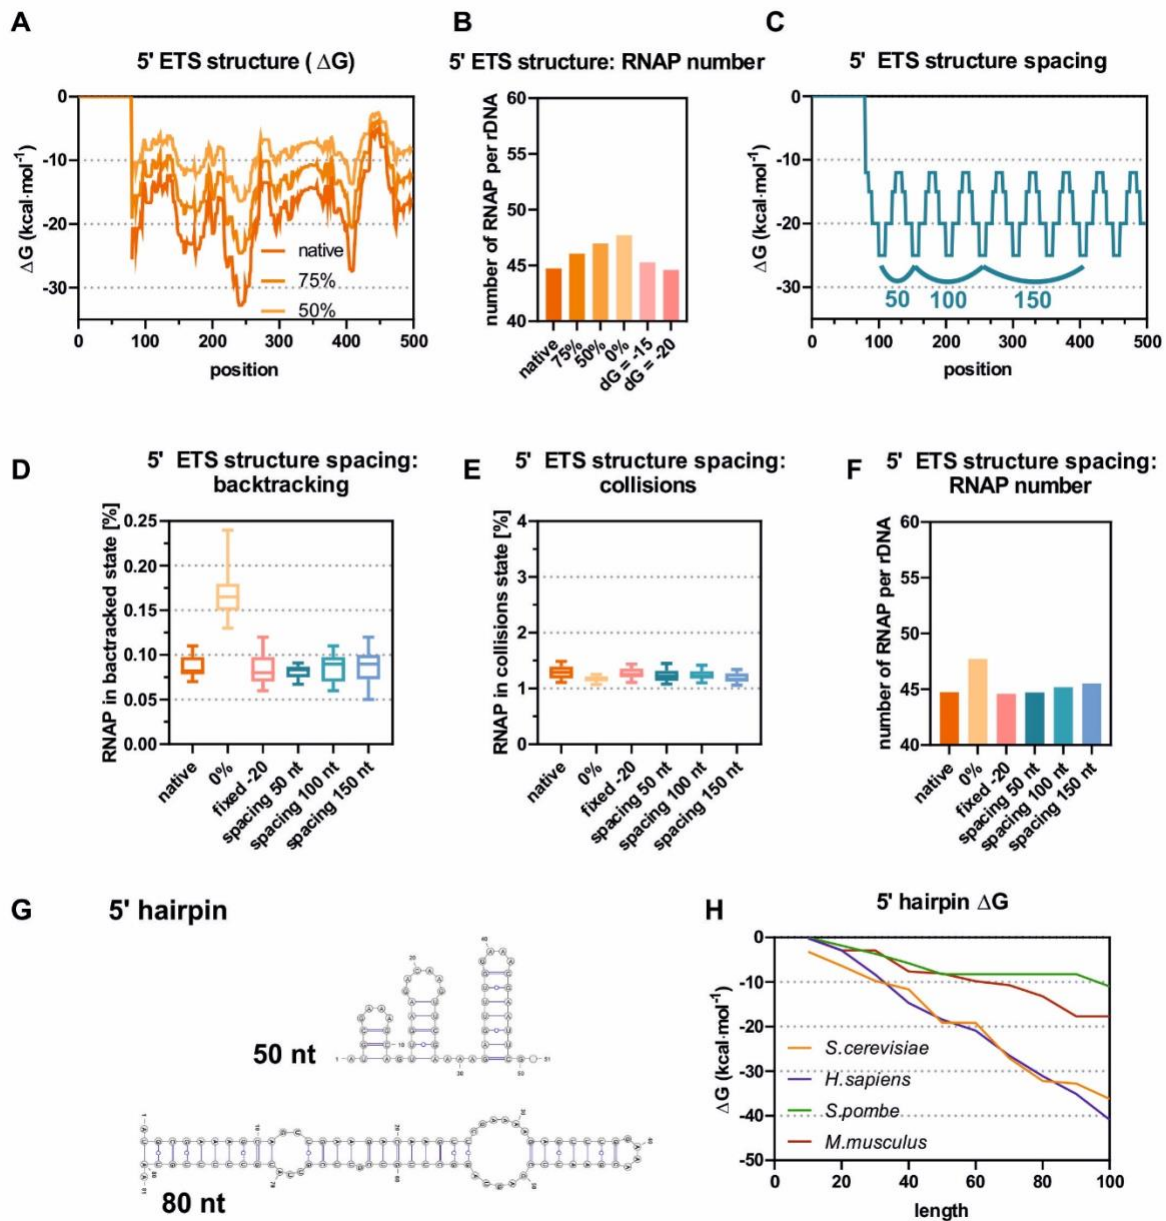 A
5' ETS structure ( ΔG)
0
-10
-20
-30
ΔG (kcal·mol⁻¹)
native
75%
50%
0 100 200 300 400 500
position
B
5' ETS structure: RNAP number
60
55
50
45
40
number of RNAP per rDNA
native
75%
50%
0%
dG = -15
dG = -20
C
5' ETS structure spacing
0
-10
-20
-30
ΔG (kcal·mol⁻¹)
50 100 150
0 100 200 300 400 500
position
D
5' ETS structure spacing:
backtracking
0.25
0.20
0.15
0.10
0.05
0.00
RNAP in bactracked state [%]
native
0%
fixed -20
spacing 50 nt
spacing 100 nt
spacing 150 nt
E
5' ETS structure spacing:
collisions
4
3
2
1
0
RNAP in collisions state [%]
native
0%
fixed -20
spacing 50 nt
spacing 100 nt
spacing 150 nt
F
5' ETS structure spacing:
RNAP number
60
55
50
45
40
number of RNAP per rDNA
native
0%
fixed -20
spacing 50 nt
spacing 100 nt
spacing 150 nt
G
5' hairpin
50 nt
80 nt
H
5' hairpin ΔG
0
-10
-20
-30
-40
-50
ΔG (kcal·mol⁻¹)
S.cerevisiae
H.sapiens
S.pombe
M.musculus
0 20 40 60 80 100
length